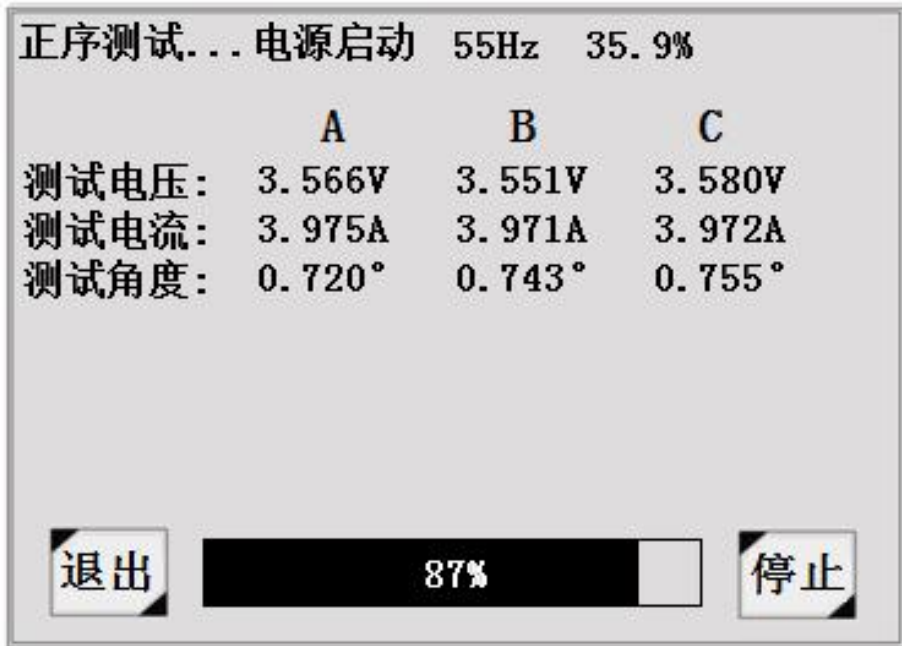 正序测试...电源启动 55Hz 35.9%
A B C
测试电压: 3.566V 3.551V 3.580V
测试电流: 3.975A 3.971A 3.972A
测试角度: 0.720° 0.743° 0.755°
退出 87% 停止